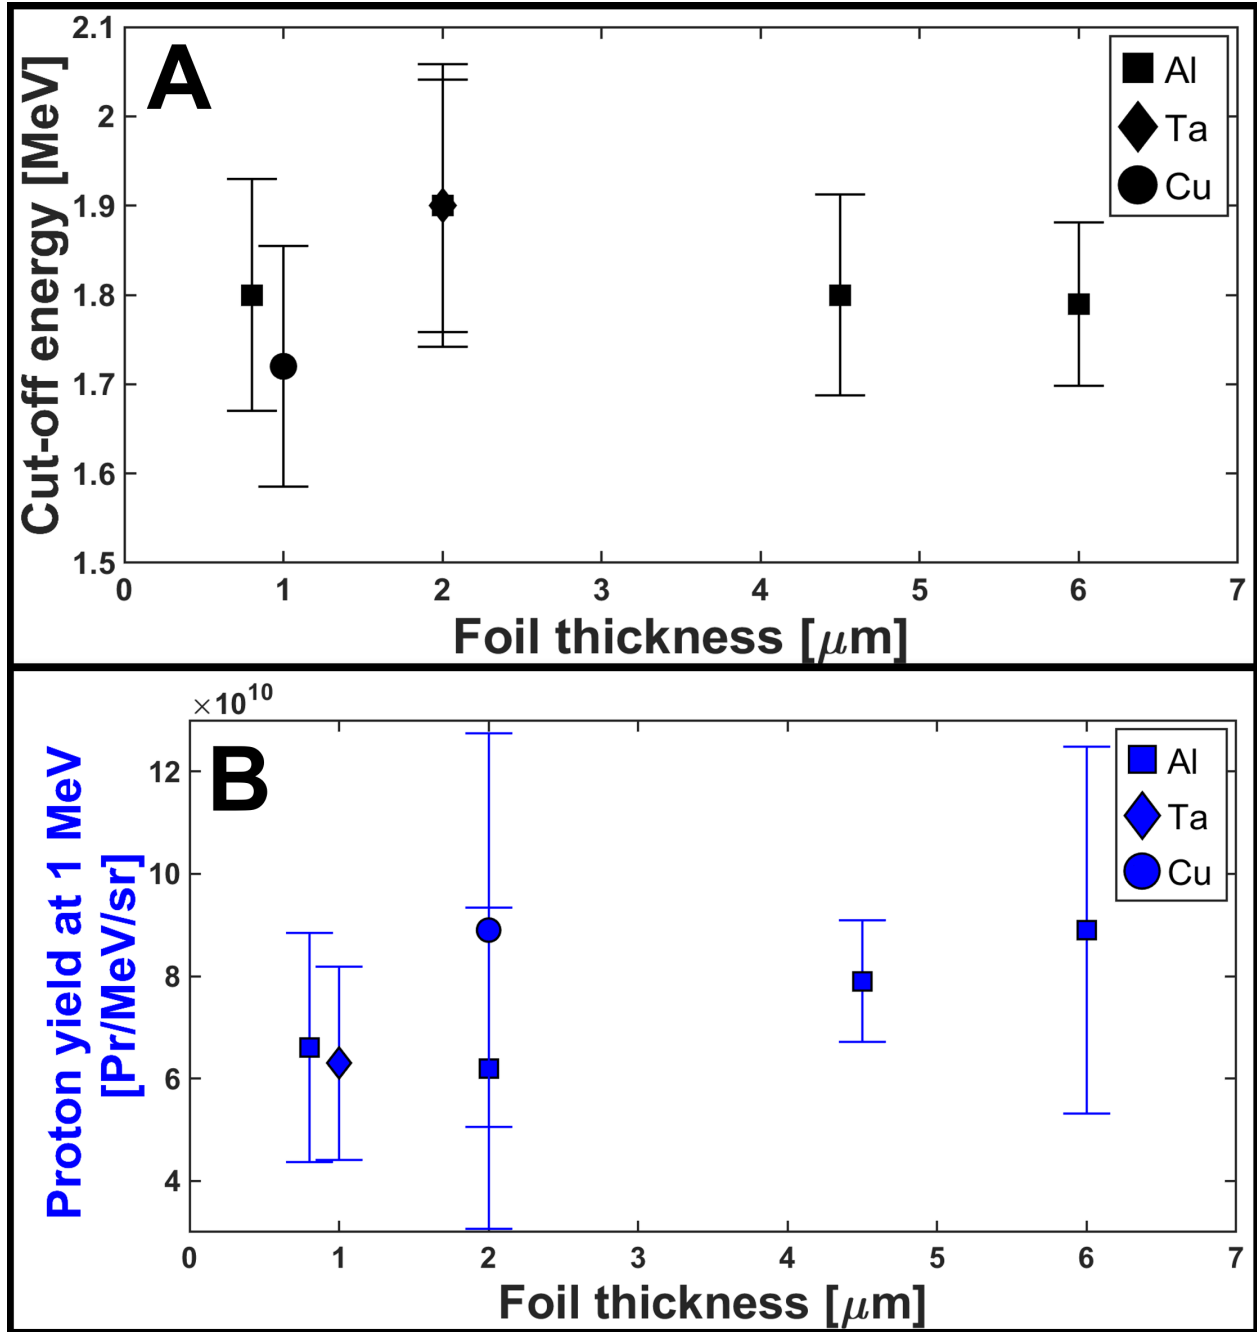 A
Cut-off energy [MeV]
2.1
2
1.9
1.8
1.7
1.6
1.5
0 1 2 3 4 5 6 7
Foil thickness [μm]
Al
Ta
Cu
B
×10^10
Proton yield at 1 MeV
[Pr/MeV/sr]
12
10
8
6
4
0 1 2 3 4 5 6 7
Foil thickness [μm]
Al
Ta
Cu